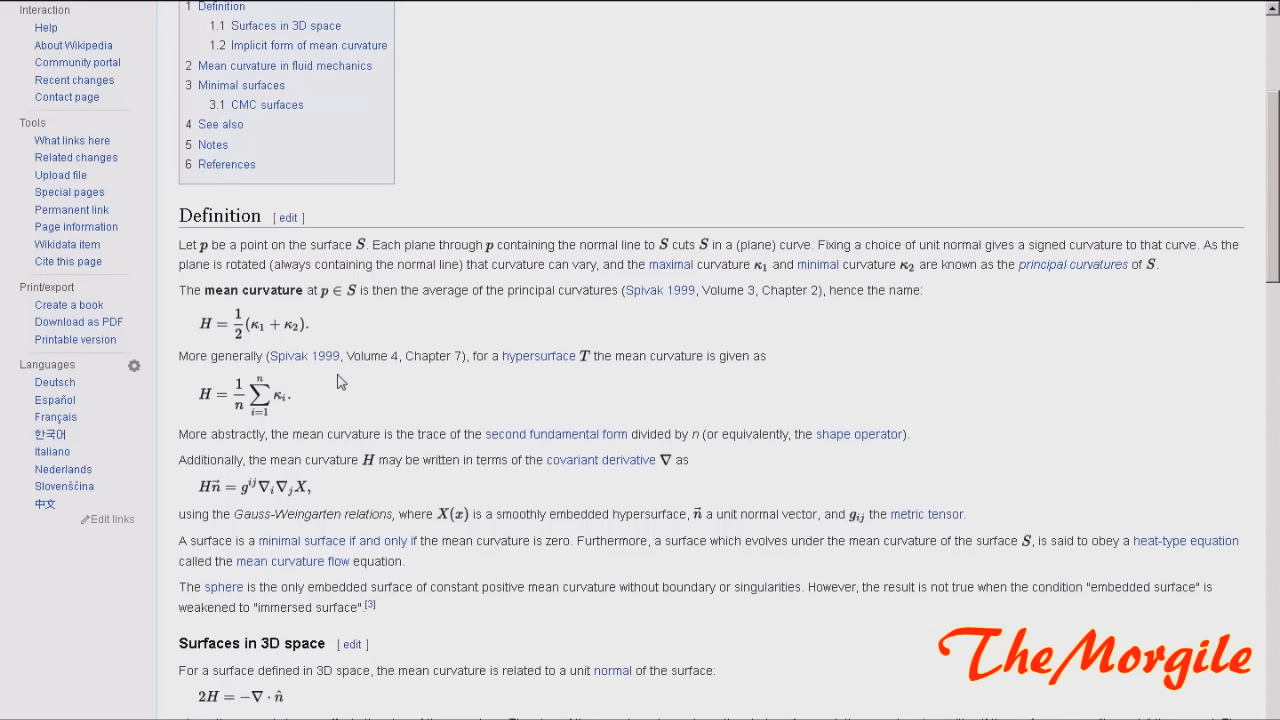 Interaction
Help
About Wikipedia
Community portal
Recent changes
Contact page
Tools
What links here
Related changes
Upload file
Special pages
Permanent link
Page information
Wikidata item
Cite this page
Print/export
Create a book
Download as PDF
Printable version
Languages
Deutsch
Español
Français
한국어
Italiano
Nederlands
Slovenščina
中文
Edit links
1 Definition
1.1 Surfaces in 3D space
1.2 Implicit form of mean curvature
2 Mean curvature in fluid mechanics
3 Minimal surfaces
3.1 CMC surfaces
4 See also
5 Notes
6 References
Definition [ edit ]
Let p be a point on the surface S. Each plane through p containing the normal line to S cuts S in a (plane) curve. Fixing a choice of unit normal gives a signed curvature to that curve. As the
plane is rotated (always containing the normal line) that curvature can vary, and the maximal curvature κ₁ and minimal curvature κ₂ are known as the principal curvatures of S.
The mean curvature at p ∈ S is then the average of the principal curvatures (Spivak 1999, Volume 3, Chapter 2), hence the name:
H = 1/2 (κ₁ + κ₂).
More generally (Spivak 1999, Volume 4, Chapter 7), for a hypersurface T the mean curvature is given as
H = 1/n ∑ᵢ₌₁ⁿ κᵢ.
More abstractly, the mean curvature is the trace of the second fundamental form divided by n (or equivalently, the shape operator).
Additionally, the mean curvature H may be written in terms of the covariant derivative ∇ as
Hn⃗ = gⁱʲ∇ᵢ∇ⱼX,
using the Gauss-Weingarten relations, where X(x) is a smoothly embedded hypersurface, n⃗ a unit normal vector, and gᵢⱼ the metric tensor.
A surface is a minimal surface if and only if the mean curvature is zero. Furthermore, a surface which evolves under the mean curvature of the surface S, is said to obey a heat-type equation
called the mean curvature flow equation.
The sphere is the only embedded surface of constant positive mean curvature without boundary or singularities. However, the result is not true when the condition "embedded surface" is
weakened to "immersed surface".[3]
Surfaces in 3D space [ edit ]
For a surface defined in 3D space, the mean curvature is related to a unit normal of the surface:
2H = −∇ · n̂
TheMorgile